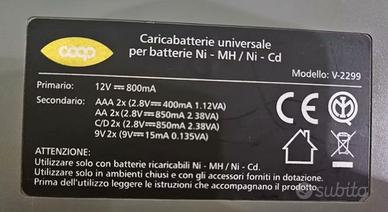 coop
Caricabatterie universale
per batterie Ni - MH / Ni - Cd
Modello: V-2299
Primario: 12V ⎓ 800mA
Secondario: AAA 2x (2.8V⎓400mA 1.12VA)
AA 2x (2.8V⎓850mA 2.38VA)
C/D 2x (2.8V⎓850mA 2.38VA)
9V 2x (9V⎓15mA 0.135VA)
CE
ATTENZIONE:
Utilizzare solo con batterie ricaricabili Ni - MH / Ni - Cd.
Utilizzare solo in ambienti chiusi e con gli accessori forniti in dotazione.
Prima dell'utilizzo leggere le istruzioni che accompagnano il prodotto.
subito